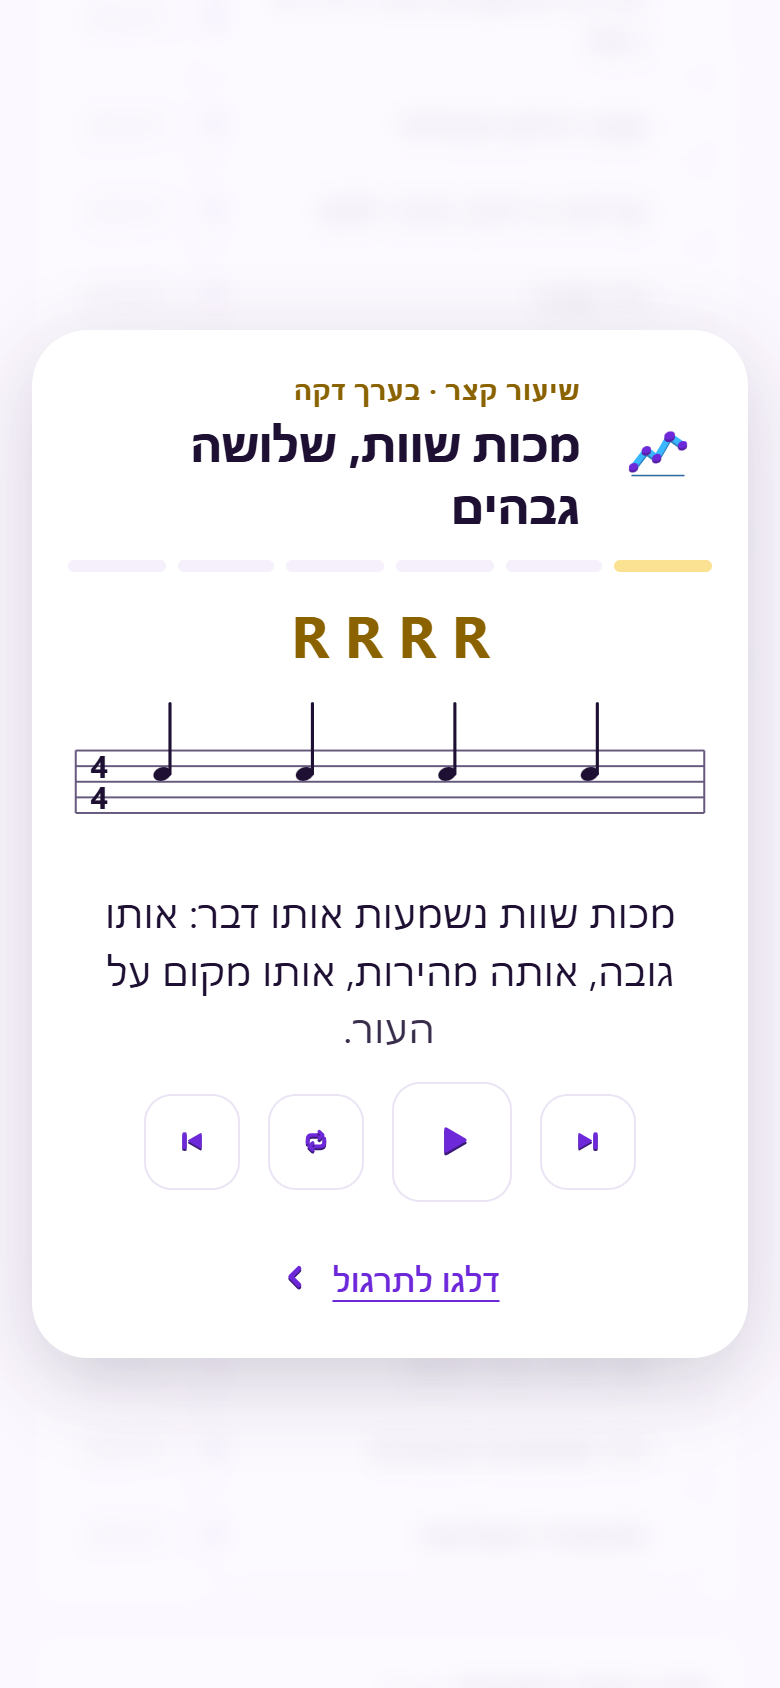 שיעור קצר · בערך דקה
מכות שוות, שלושה
גבהים
R R R R
4
4
מכות שוות נשמעות אותו דבר: אותו
גובה, אותה מהירות, אותו מקום על
העור.
דלגו לתרגול